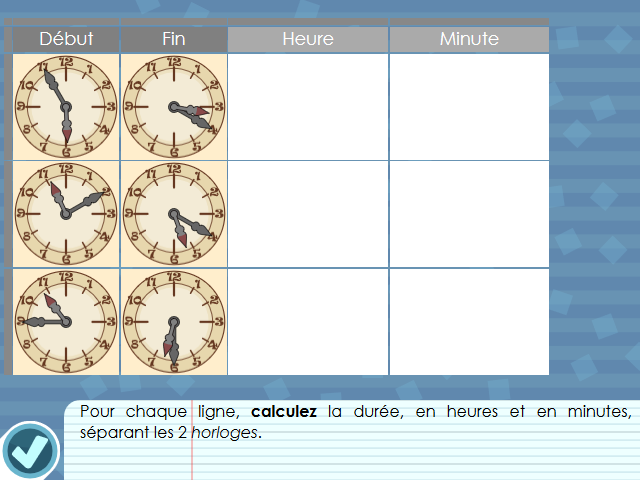 Début Fin Heure Minute
12 1 2 3 4 5 6 7 8 9 10 11
12 1 2 3 4 5 6 7 8 9 10 11
12 1 2 3 4 5 6 7 8 9 10 11
12 1 2 3 4 5 6 7 8 9 10 11
12 1 2 3 4 5 6 7 8 9 10 11
12 1 2 3 4 5 6 7 8 9 10 11
Pour chaque ligne, calculez la durée, en heures et en minutes,
séparant les 2 horloges.